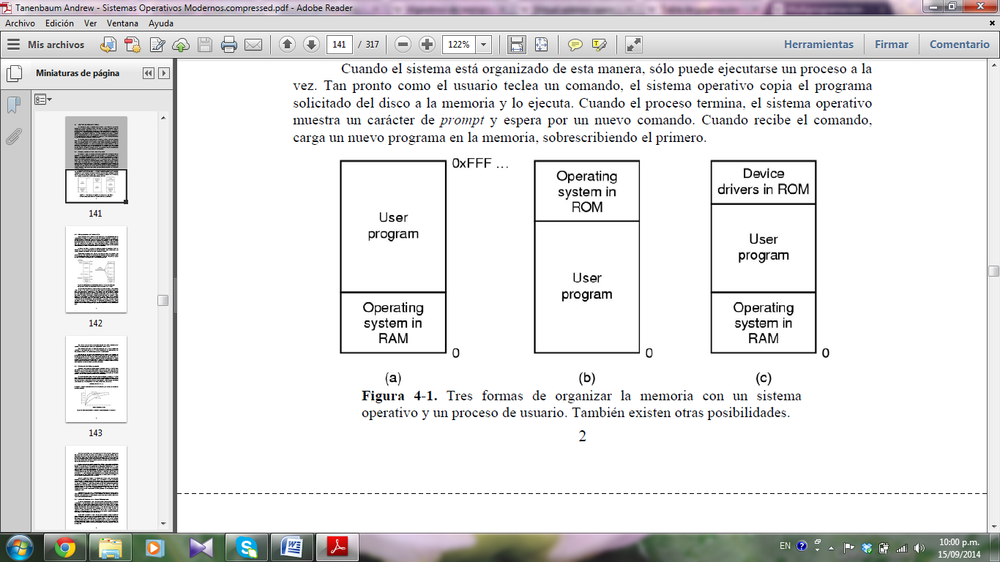 Tanenbaum Andrew - Sistemas Operativos Modernos.compressed.pdf - Adobe Reader
Archivo Edición Ver Ventana Ayuda
Mis archivos 141 / 317 122% Herramientas Firmar Comentario
Miniaturas de página
141
142
143
Cuando el sistema está organizado de esta manera, sólo puede ejecutarse un proceso a la
vez. Tan pronto como el usuario teclea un comando, el sistema operativo copia el programa
solicitado del disco a la memoria y lo ejecuta. Cuando el proceso termina, el sistema operativo
muestra un carácter de prompt y espera por un nuevo comando. Cuando recibe el comando,
carga un nuevo programa en la memoria, sobrescribiendo el primero.
0xFFF ...
User
program
Operating
system in
RAM
0
(a)
Operating
system in
ROM
User
program
0
(b)
Device
drivers in ROM
User
program
Operating
system in
RAM
0
(c)
Figura 4-1. Tres formas de organizar la memoria con un sistema
operativo y un proceso de usuario. También existen otras posibilidades.
2
EN
10:00 p.m.
15/09/2014